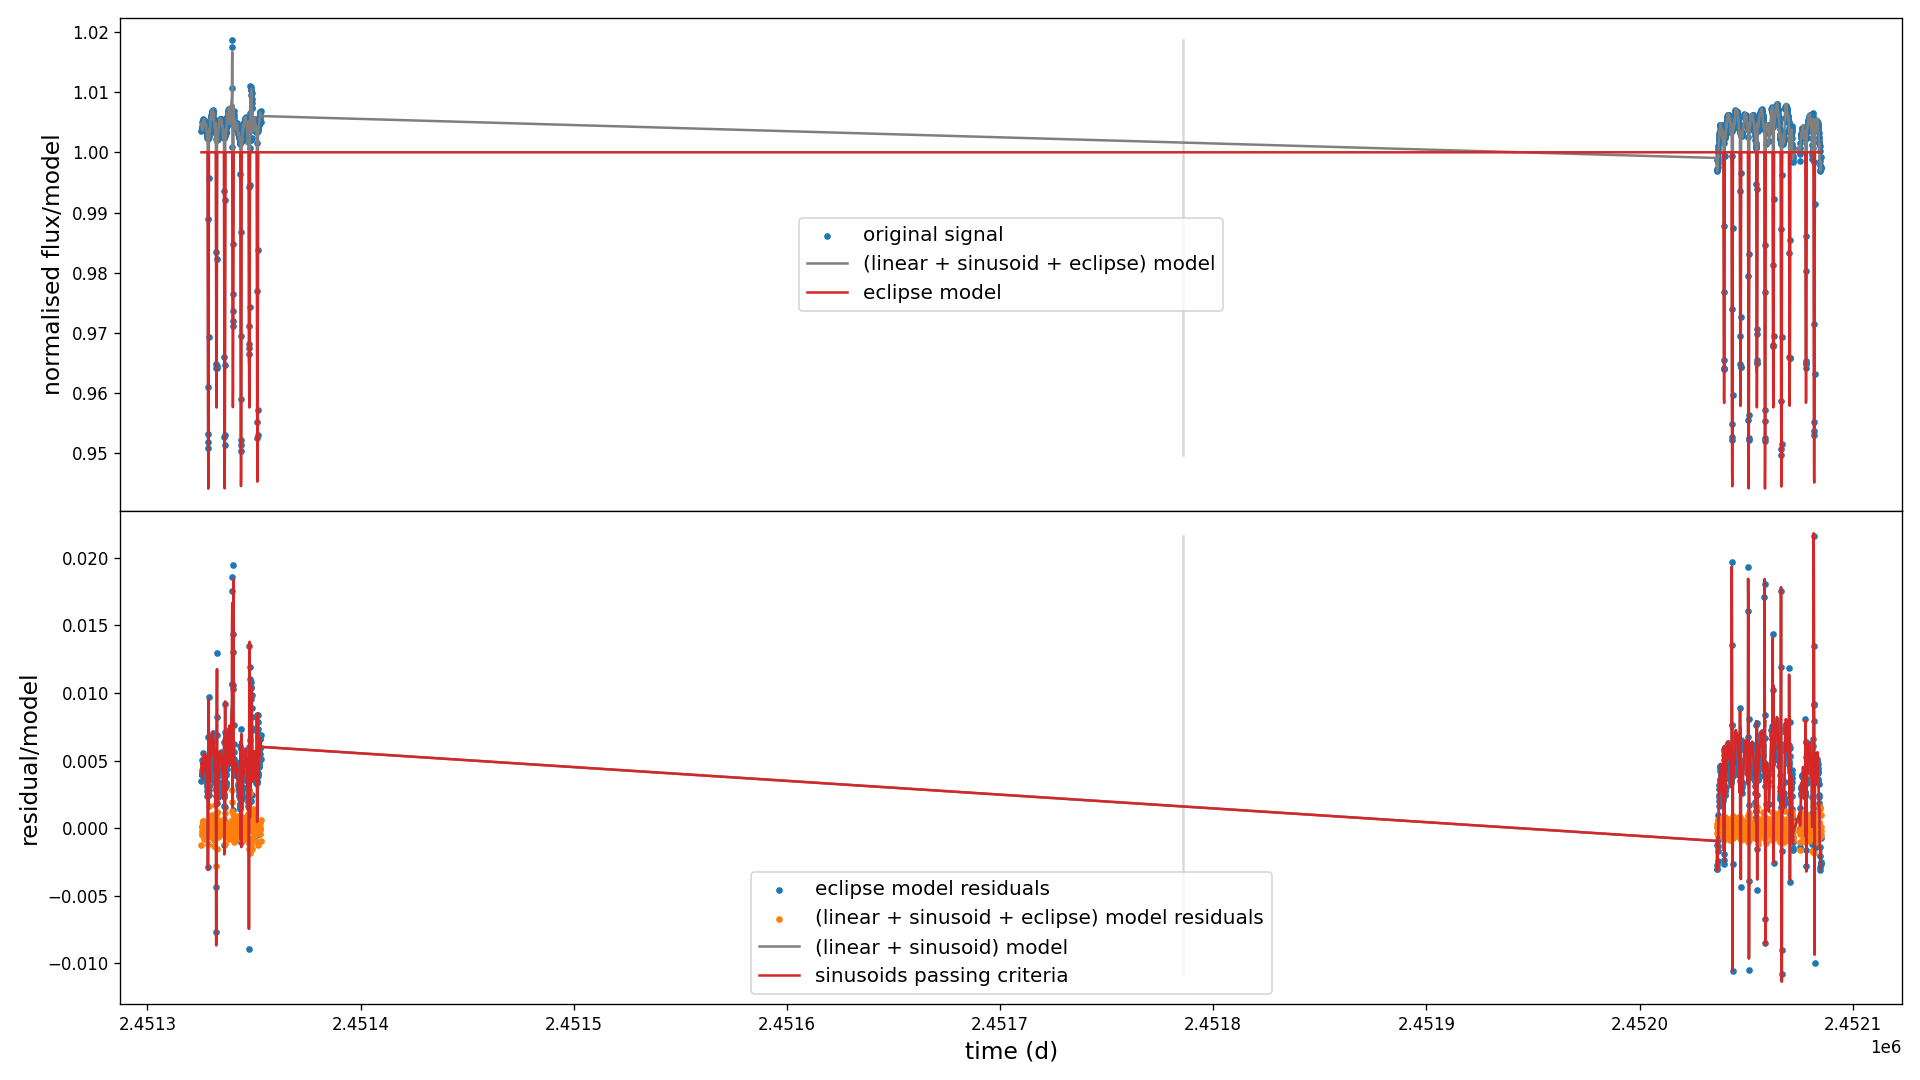 1.02
1.01
1.00
0.99
0.98
0.97
0.96
0.95
normalised flux/model
original signal
(linear + sinusoid + eclipse) model
eclipse model
0.020
0.015
0.010
0.005
0.000
−0.005
−0.010
residual/model
eclipse model residuals
(linear + sinusoid + eclipse) model residuals
(linear + sinusoid) model
sinusoids passing criteria
2.4513 2.4514 2.4515 2.4516 2.4517 2.4518 2.4519 2.4520 2.4521
1e6
time (d)